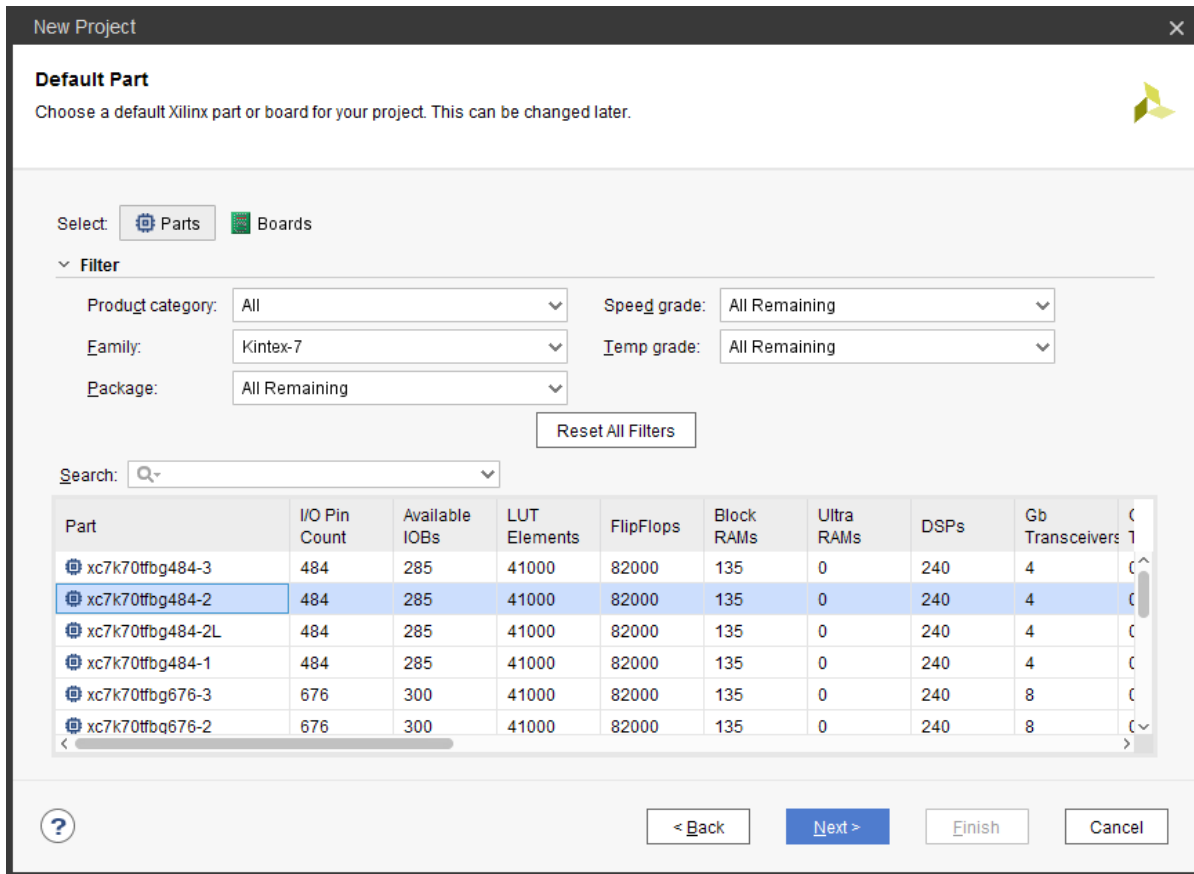 New Project
Default Part
Choose a default Xilinx part or board for your project. This can be changed later.
Select: Parts Boards
Filter
Product category: All Speed grade: All Remaining
Family: Kintex-7 Temp grade: All Remaining
Package: All Remaining
Reset All Filters
Search:
Part I/O Pin Count Available IOBs LUT Elements FlipFlops Block RAMs Ultra RAMs DSPs Gb Transceivers
xc7k70tfbg484-3 484 285 41000 82000 135 0 240 4
xc7k70tfbg484-2 484 285 41000 82000 135 0 240 4
xc7k70tfbg484-2L 484 285 41000 82000 135 0 240 4
xc7k70tfbg484-1 484 285 41000 82000 135 0 240 4
xc7k70tfbg676-3 676 300 41000 82000 135 0 240 8
xc7k70tfbg676-2 676 300 41000 82000 135 0 240 8
? < Back Next > Finish Cancel